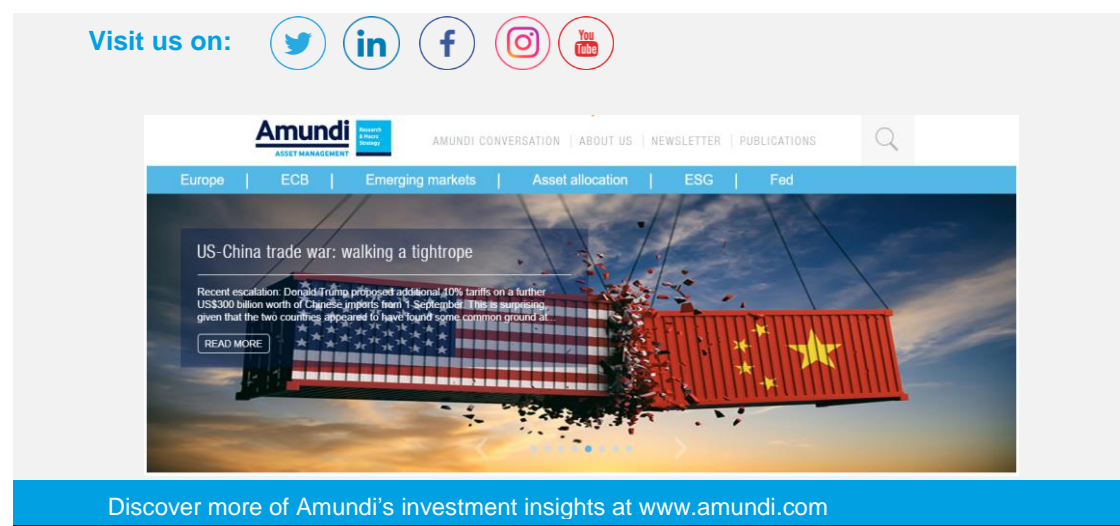 Visit us on:
in
f
You
Tube
Amundi
ASSET MANAGEMENT
Research
& Macro
Strategy
AMUNDI CONVERSATION | ABOUT US | NEWSLETTER | PUBLICATIONS
Europe | ECB | Emerging markets | Asset allocation | ESG | Fed
US-China trade war: walking a tightrope
Recent escalation: Donald Trump proposed additional 10% tariffs on a further
US$300 billion worth of Chinese imports from 1 September. This is surprising,
given that the two countries appeared to have found some common ground at...
READ MORE
Discover more of Amundi's investment insights at www.amundi.com